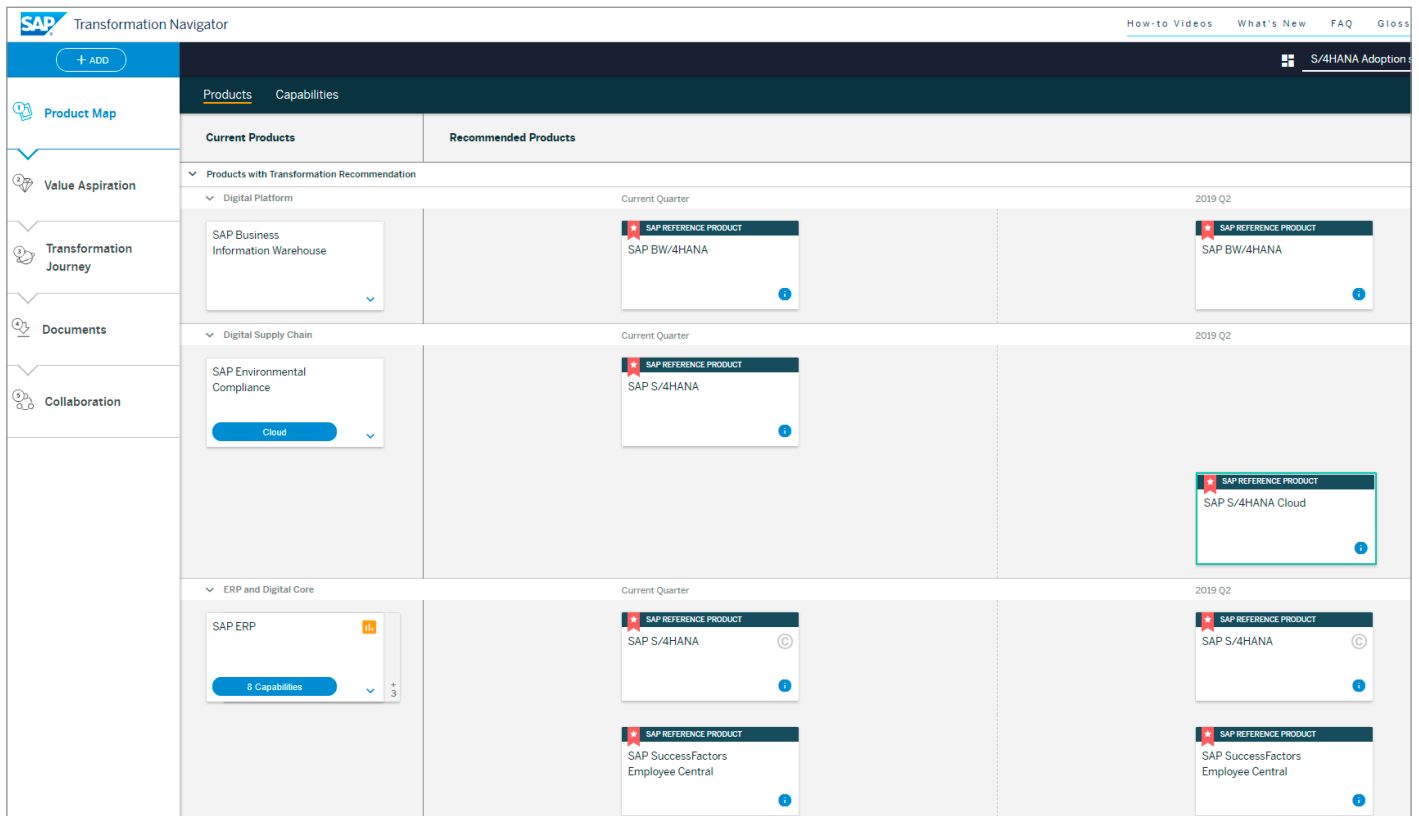 SAP Transformation Navigator
How-to Videos What's New FAQ Gloss
+ ADD
S/4HANA Adoption s
Products Capabilities
1 Product Map
Current Products Recommended Products
Products with Transformation Recommendation
2 Value Aspiration
Digital Platform Current Quarter 2019 Q2
SAP Business
Information Warehouse
SAP REFERENCE PRODUCT
SAP BW/4HANA
i
SAP REFERENCE PRODUCT
SAP BW/4HANA
i
3 Transformation
Journey
4 Documents
Digital Supply Chain Current Quarter 2019 Q2
SAP Environmental
Compliance
Cloud
SAP REFERENCE PRODUCT
SAP S/4HANA
i
5 Collaboration
SAP REFERENCE PRODUCT
SAP S/4HANA Cloud
i
ERP and Digital Core Current Quarter 2019 Q2
SAP ERP
8 Capabilities
+
3
SAP REFERENCE PRODUCT
SAP S/4HANA ©
i
SAP REFERENCE PRODUCT
SAP S/4HANA ©
i
SAP REFERENCE PRODUCT
SAP SuccessFactors
Employee Central
i
SAP REFERENCE PRODUCT
SAP SuccessFactors
Employee Central
i